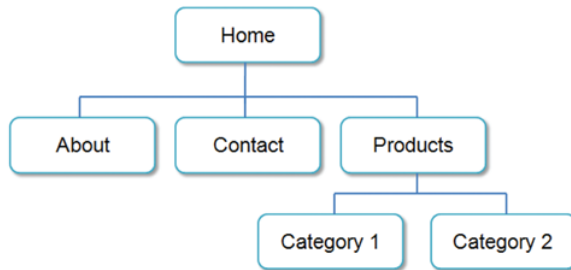 Home
About
Contact
Products
Category 1
Category 2